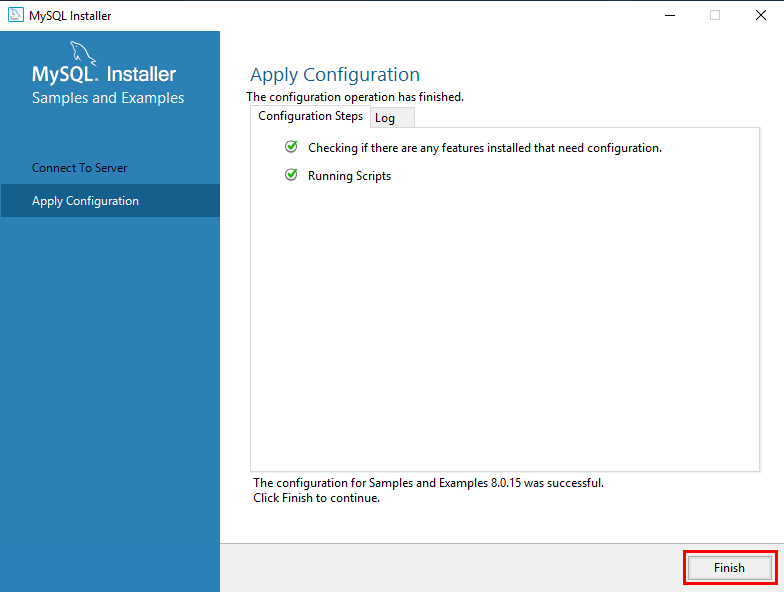 MySQL Installer
MySQL. Installer
Samples and Examples
Connect To Server
Apply Configuration
Apply Configuration
The configuration operation has finished.
Configuration Steps Log
Checking if there are any features installed that need configuration.
Running Scripts
The configuration for Samples and Examples 8.0.15 was successful.
Click Finish to continue.
Finish